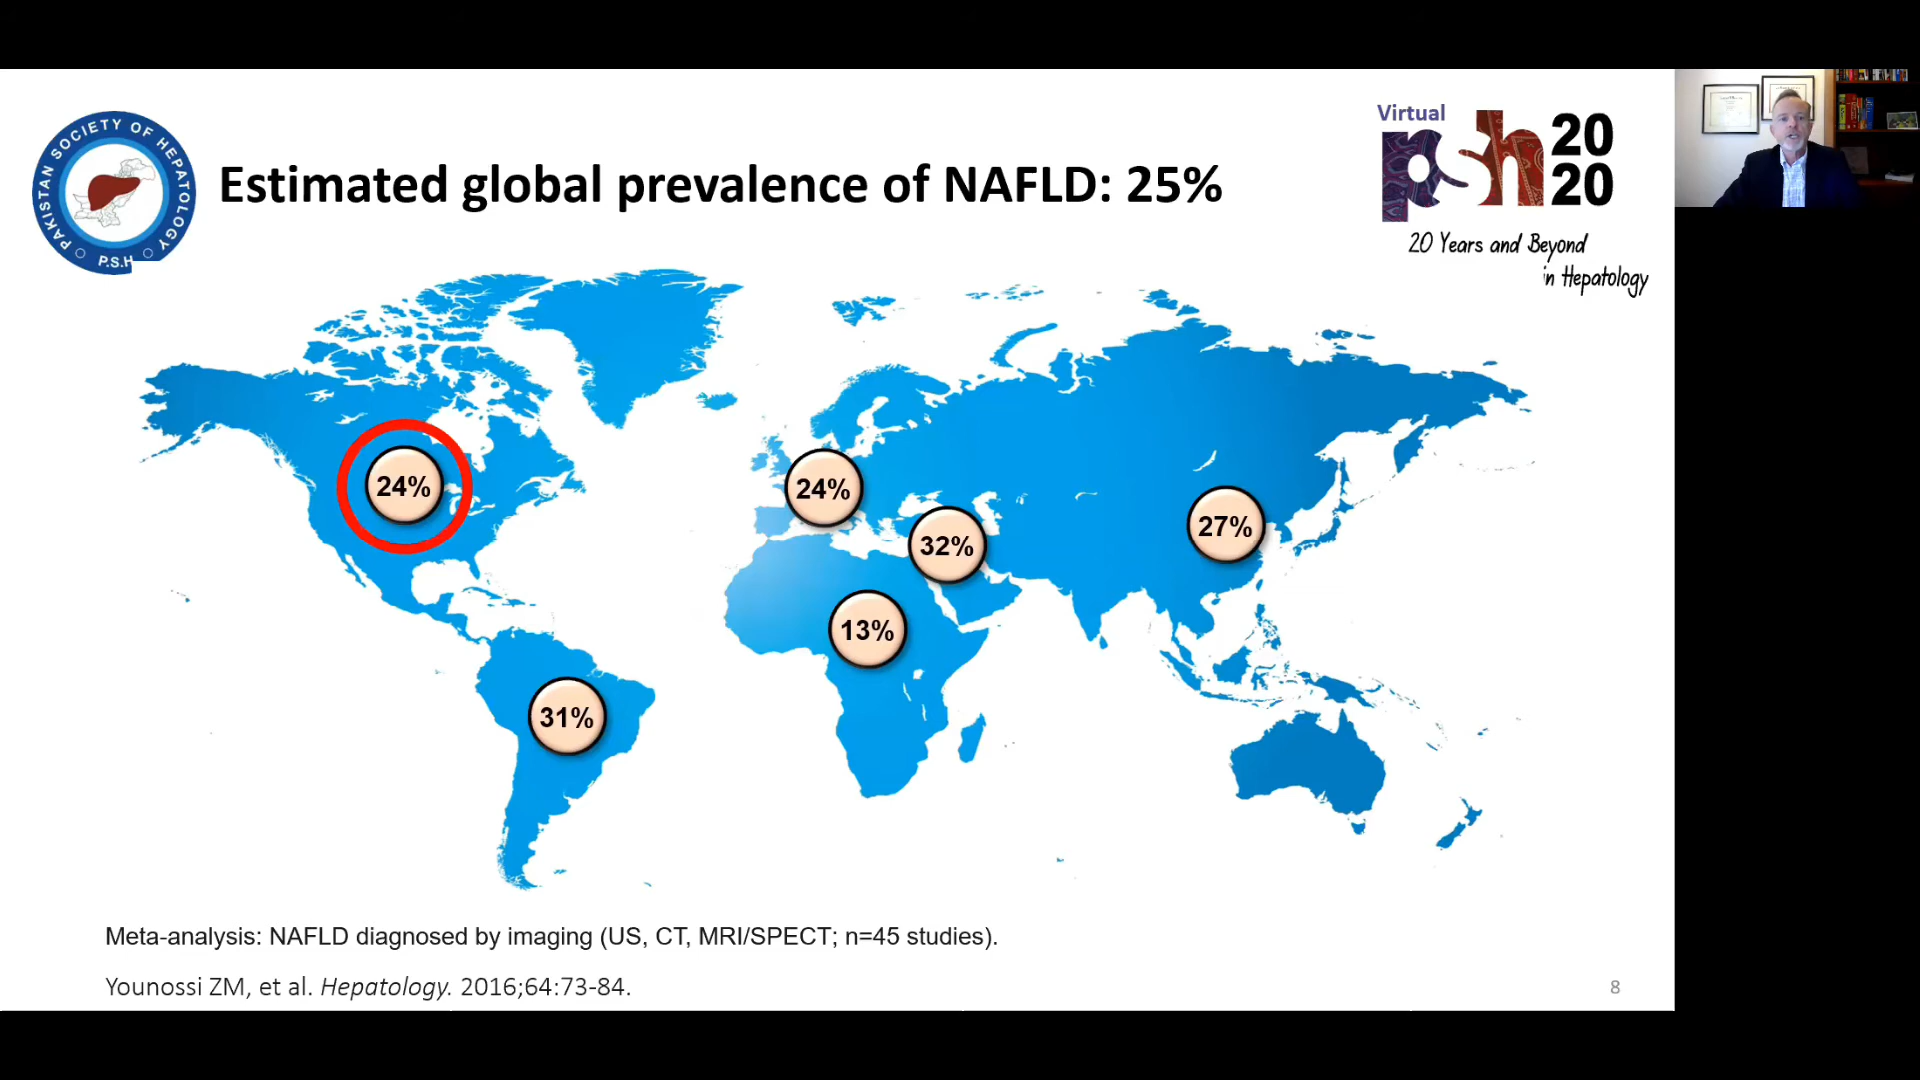 PAKISTAN SOCIETY OF HEPATOLOGY
P.S.H
Estimated global prevalence of NAFLD: 25%
Virtual
psh 20
20
20 Years and Beyond
in Hepatology
24%
24%
27%
32%
13%
31%
Meta-analysis: NAFLD diagnosed by imaging (US, CT, MRI/SPECT; n=45 studies).
Younossi ZM, et al. Hepatology. 2016;64:73-84.
8